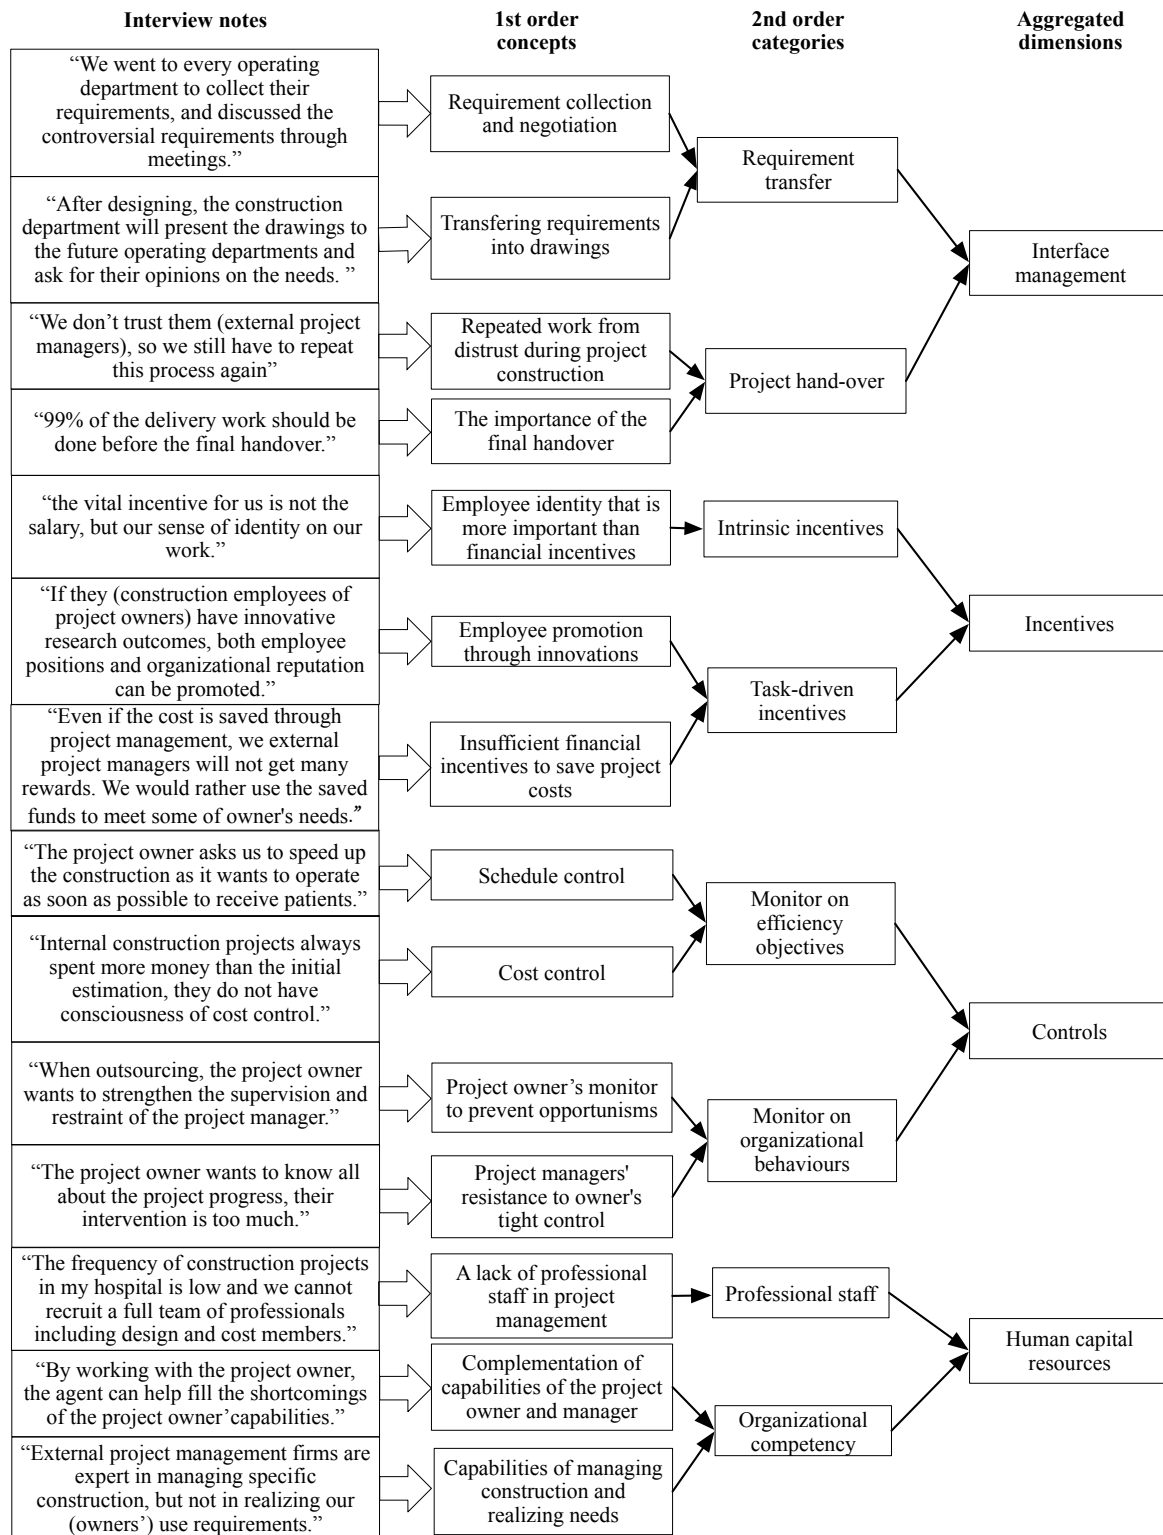 Interview notes
1st order
concepts
2nd order
categories
Aggregated
dimensions
“We went to every operating
department to collect their
requirements, and discussed the
controversial requirements through
meetings.”
Requirement collection
and negotiation
Requirement
transfer
“After designing, the construction
department will present the drawings to
the future operating departments and
ask for their opinions on the needs. ”
Transfering requirements
into drawings
Interface
management
“We don’t trust them (external project
managers), so we still have to repeat
this process again”
Repeated work from
distrust during project
construction
Project hand-over
“99% of the delivery work should be
done before the final handover.”
The importance of the
final handover
“the vital incentive for us is not the
salary, but our sense of identity on our
work.”
Employee identity that is
more important than
financial incentives
Intrinsic incentives
“If they (construction employees of
project owners) have innovative
research outcomes, both employee
positions and organizational reputation
can be promoted.”
Employee promotion
through innovations
Incentives
Task-driven
incentives
“Even if the cost is saved through
project management, we external
project managers will not get many
rewards. We would rather use the saved
funds to meet some of owner's needs.”
Insufficient financial
incentives to save project
costs
“The project owner asks us to speed up
the construction as it wants to operate
as soon as possible to receive patients.”
Schedule control
Monitor on
efficiency
objectives
“Internal construction projects always
spent more money than the initial
estimation, they do not have
consciousness of cost control.”
Cost control
Controls
“When outsourcing, the project owner
wants to strengthen the supervision and
restraint of the project manager.”
Project owner’s monitor
to prevent opportunisms
Monitor on
organizational
behaviours
“The project owner wants to know all
about the project progress, their
intervention is too much.”
Project managers'
resistance to owner's
tight control
“The frequency of construction projects
in my hospital is low and we cannot
recruit a full team of professionals
including design and cost members.”
A lack of professional
staff in project
management
Professional staff
Human capital
resources
“By working with the project owner,
the agent can help fill the shortcomings
of the project owner’capabilities.”
Complementation of
capabilities of the project
owner and manager
Organizational
competency
“External project management firms are
expert in managing specific
construction, but not in realizing our
(owners’) use requirements.”
Capabilities of managing
construction and
realizing needs